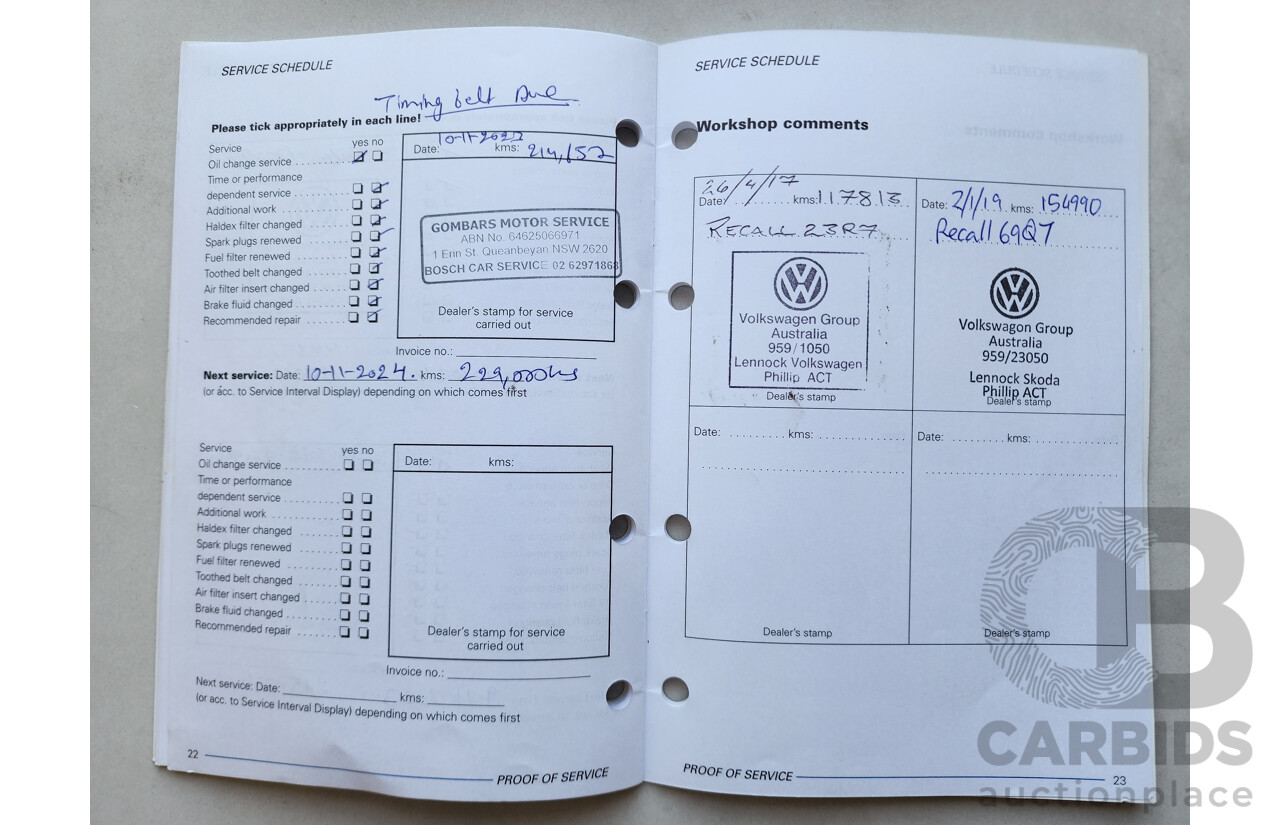 SERVICE SCHEDULE
Timing belt Due
Please tick appropriately in each line!
Service yes no
Oil change service
Time or performance
dependent service
Additional work
Haldex filter changed
Spark plugs renewed
Fuel filter renewed
Toothed belt changed
Air filter insert changed
Brake fluid changed
Recommended repair
Date: 10-11-2023 kms: 214,152
GOMBARS MOTOR SERVICE
ABN No. 64625066971
1 Erin St. Queanbeyan NSW 2620
BOSCH CAR SERVICE 02 62971868
Dealer's stamp for service
carried out
Invoice no.:
Next service: Date: 10-11-2024. kms: 229,000kms
(or acc. to Service Interval Display) depending on which comes first
Service yes no
Oil change service
Time or performance
dependent service
Additional work
Haldex filter changed
Spark plugs renewed
Fuel filter renewed
Toothed belt changed
Air filter insert changed
Brake fluid changed
Recommended repair
Date: kms:
Dealer's stamp for service
carried out
Invoice no.:
Next service: Date: kms:
(or acc. to Service Interval Display) depending on which comes first
22
PROOF OF SERVICE
SERVICE SCHEDULE
Workshop comments
Date 26/4/17 kms: 117813
RECALL 23R7
Volkswagen Group
Australia
959/1050
Lennock Volkswagen
Phillip ACT
Dealer's stamp
Date: 2/1/19 kms: 154990
Recall 69Q7
Volkswagen Group
Australia
959/23050
Lennock Skoda
Phillip ACT
Dealer's stamp
Date: kms:
Dealer's stamp
Date: kms:
Dealer's stamp
PROOF OF SERVICE
23
CARBIDS
auctionplace